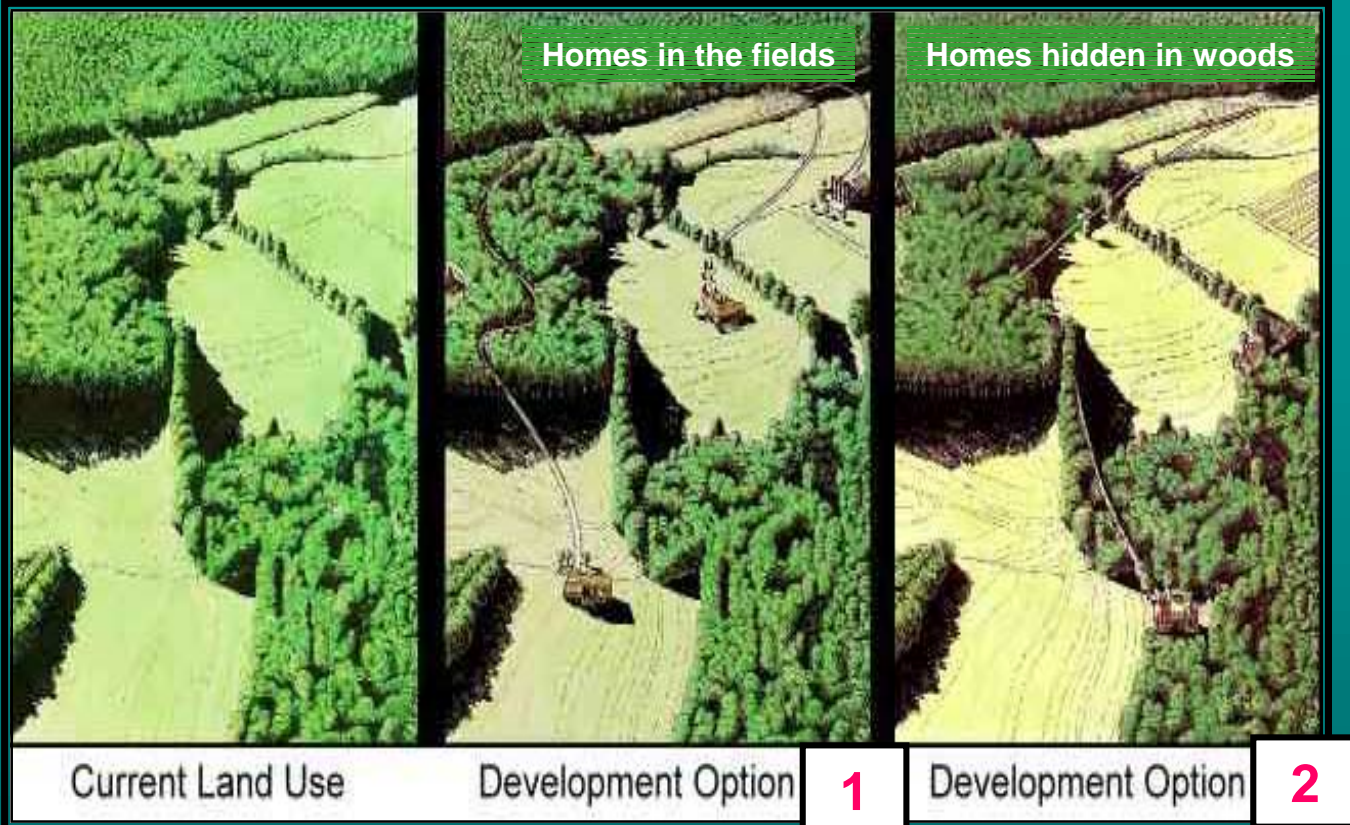 Homes in the fields
Homes hidden in woods
Current Land Use
Development Option 1
Development Option 2